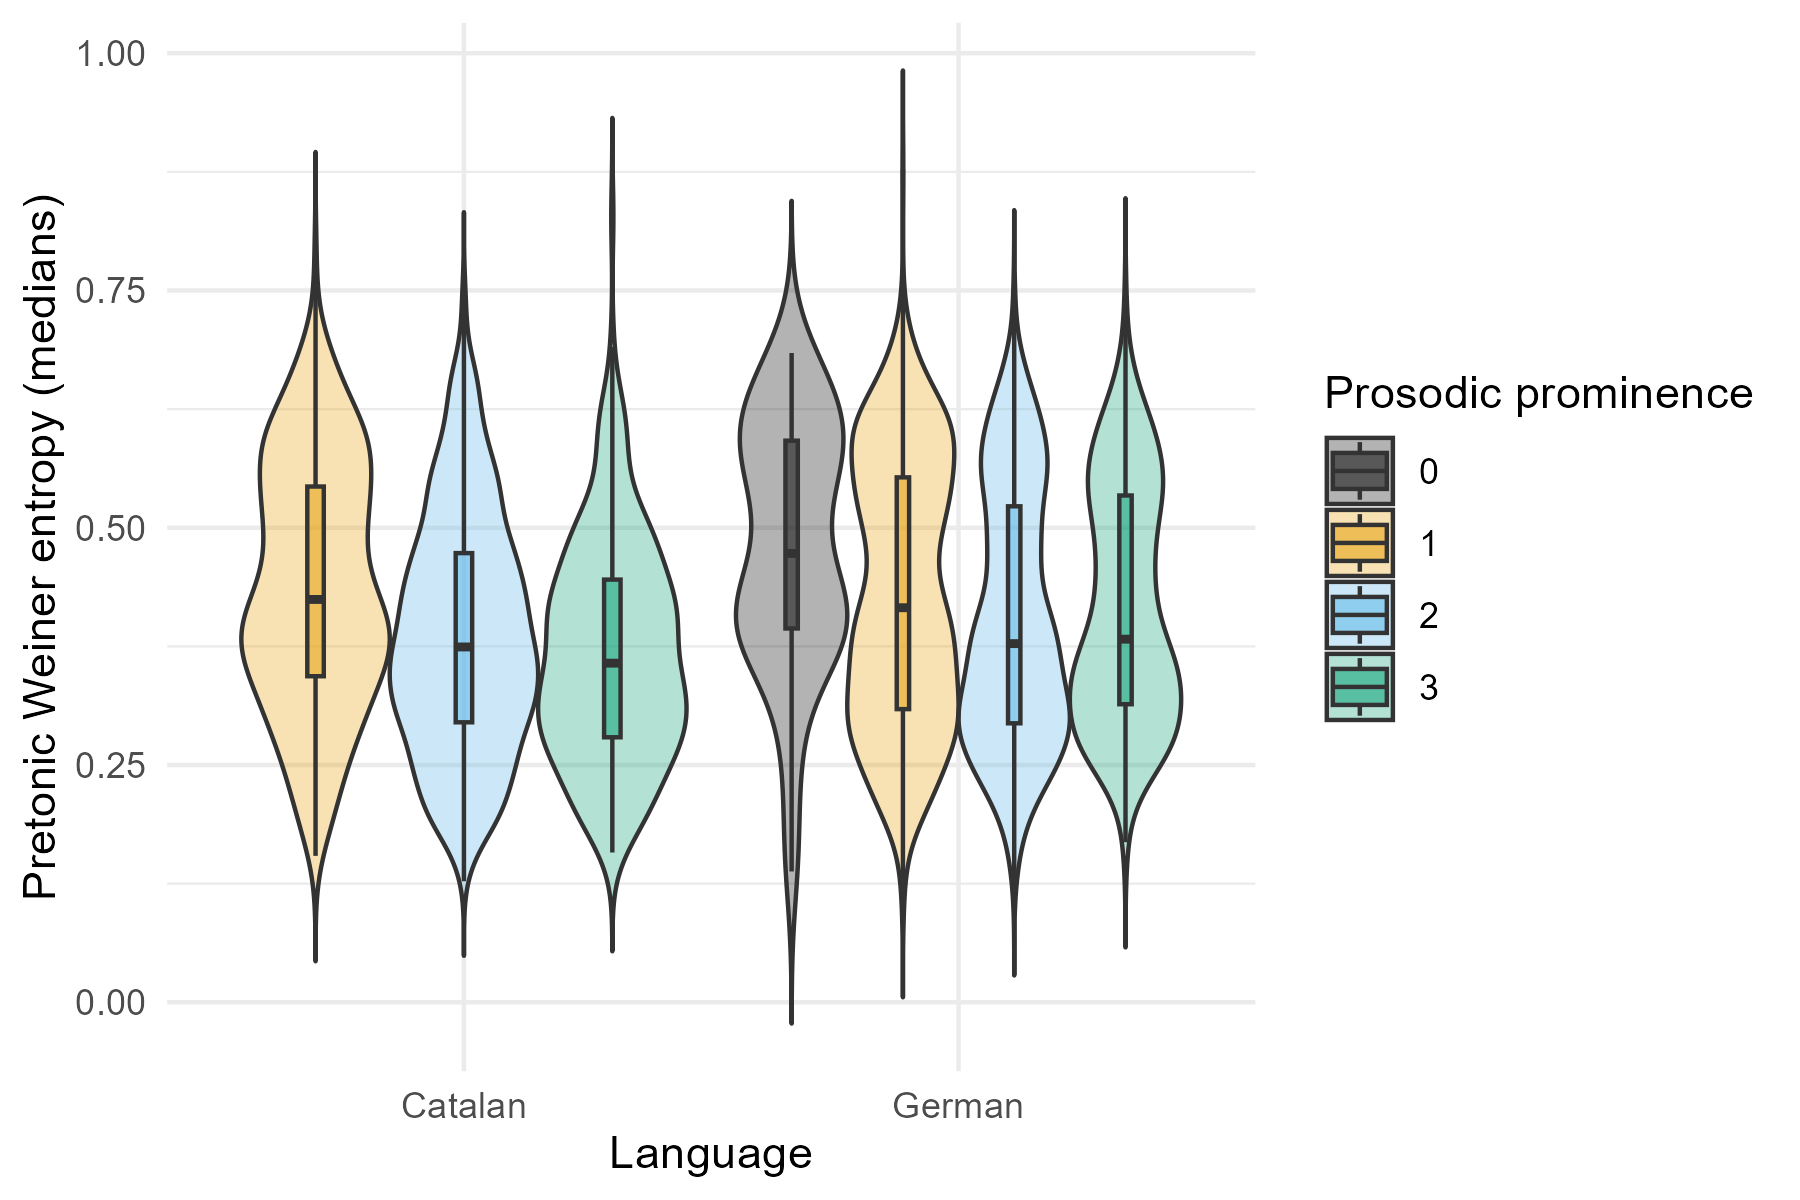 Pretonic Weiner entropy (medians)
1.00
0.75
0.50
0.25
0.00
Catalan
German
Language
Prosodic prominence
0
1
2
3